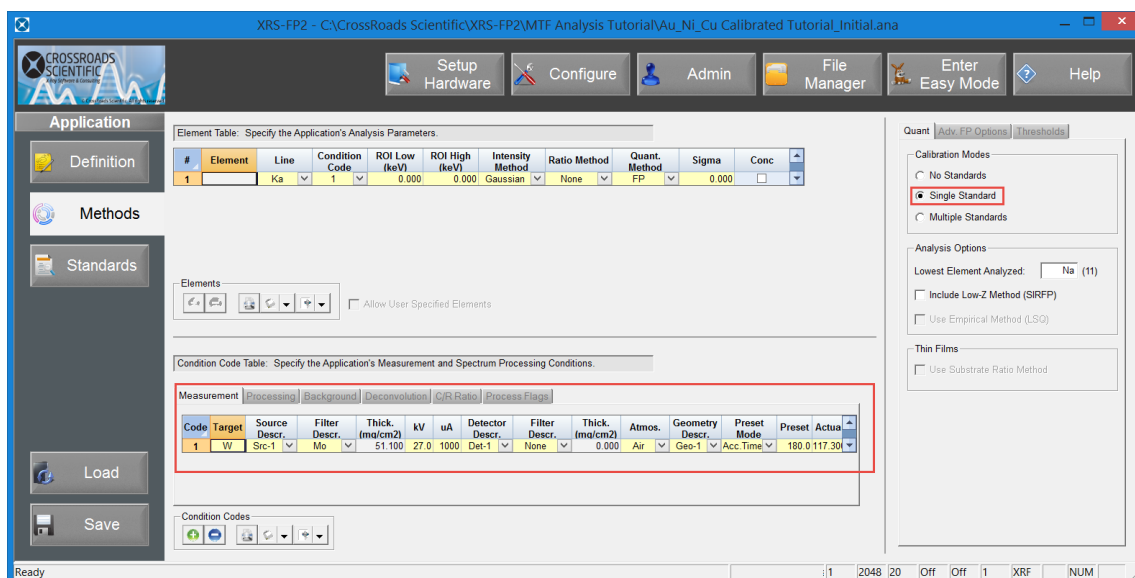 XRS-FP2 - C:\CrossRoads Scientific\XRS-FP2\MTF Analysis Tutorial\Au_Ni_Cu Calibrated Tutorial_Initial.ana
CROSSROADS
SCIENTIFIC
Setup Hardware
Configure
Admin
File Manager
Enter Easy Mode
Help
Application
Definition
Methods
Standards
Load
Save
Element Table: Specify the Application's Analysis Parameters.
# Element Line Condition Code ROI Low (keV) ROI High (keV) Intensity Method Ratio Method Quant. Method Sigma Conc
1 Ka 1 0.000 0.000 Gaussian None FP 0.000
Elements
Allow User Specified Elements
Condition Code Table: Specify the Application's Measurement and Spectrum Processing Conditions.
Measurement Processing Background Deconvolution C/R Ratio Process Flags
Code Target Source Descr. Filter Descr. Thick. (mg/cm2) kV uA Detector Descr. Filter Descr. Thick. (mg/cm2) Atmos. Geometry Descr. Preset Mode Preset Actua
1 W Src-1 Mo 51.100 27.0 1000 Det-1 None 0.000 Air Geo-1 Acc.Time 180.0 117.30
Condition Codes
Quant Adv. FP Options Thresholds
Calibration Modes
No Standards
Single Standard
Multiple Standards
Analysis Options
Lowest Element Analyzed: Na (11)
Include Low-Z Method (SIRFP)
Use Empirical Method (LSQ)
Thin Films
Use Substrate Ratio Method
Ready
1 2048 20 Off Off 1 XRF NUM